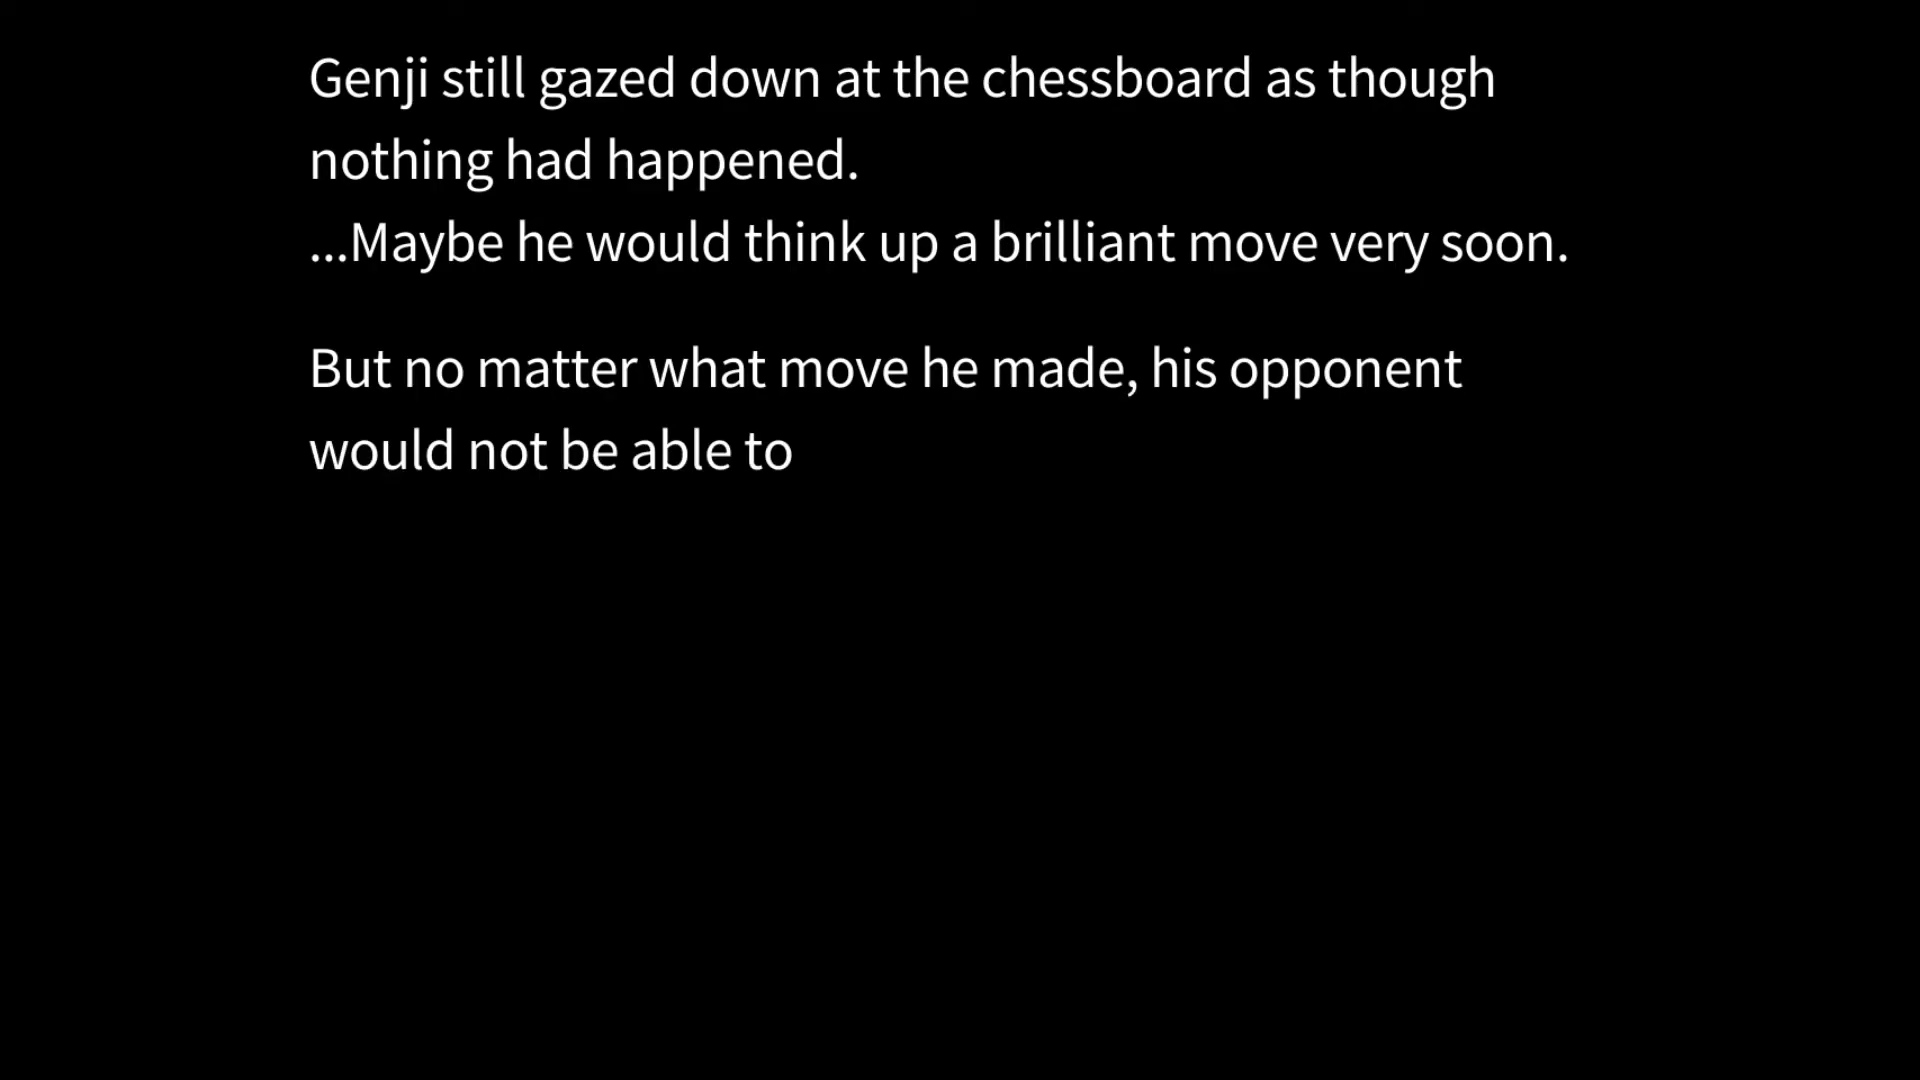 Genji still gazed down at the chessboard as though
nothing had happened.
...Maybe he would think up a brilliant move very soon.
But no matter what move he made, his opponent
would not be able to